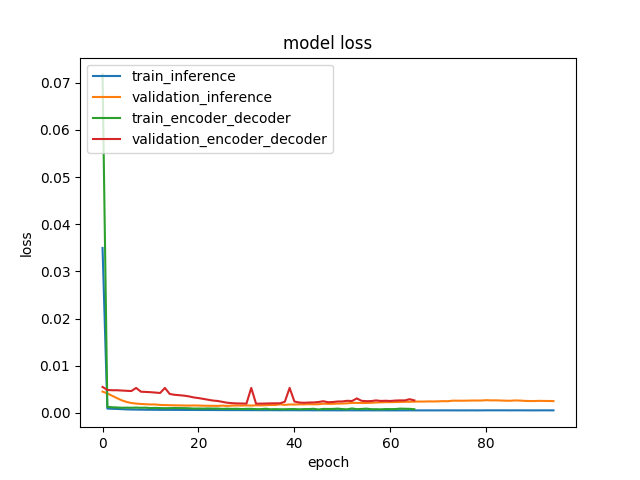 model loss
train_inference
validation_inference
train_encoder_decoder
validation_encoder_decoder
loss
0.07
0.06
0.05
0.04
0.03
0.02
0.01
0.00
0 20 40 60 80
epoch